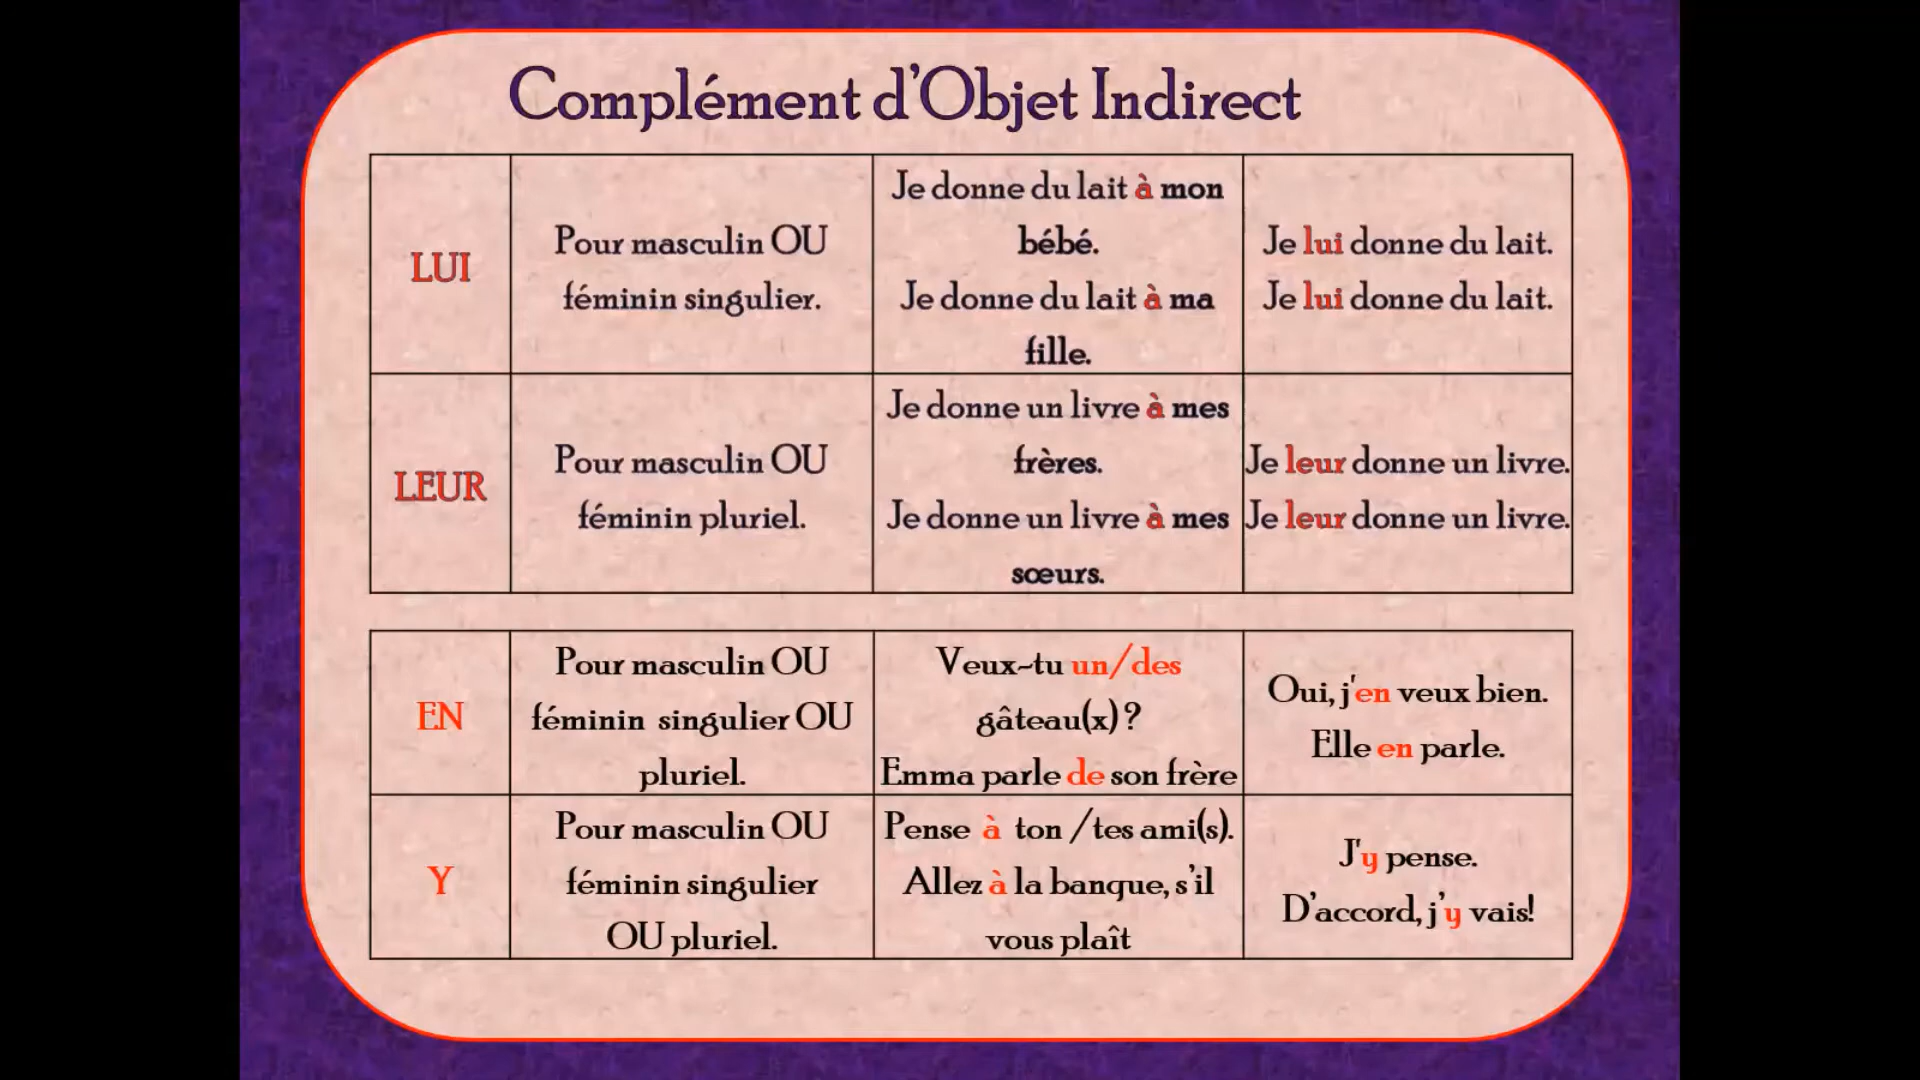 Complément d'Objet Indirect
LUI
Pour masculin OU
féminin singulier.
Je donne du lait à mon
bébé.
Je donne du lait à ma
fille.
Je lui donne du lait.
Je lui donne du lait.
LEUR
Pour masculin OU
féminin pluriel.
Je donne un livre à mes
frères.
Je donne un livre à mes
sœurs.
Je leur donne un livre.
Je leur donne un livre.
EN
Pour masculin OU
féminin singulier OU
pluriel.
Veux-tu un/des
gâteau(x) ?
Emma parle de son frère
Oui, j'en veux bien.
Elle en parle.
Y
Pour masculin OU
féminin singulier
OU pluriel.
Pense à ton /tes ami(s).
Allez à la banque, s'il
vous plaît
J'y pense.
D'accord, j'y vais!